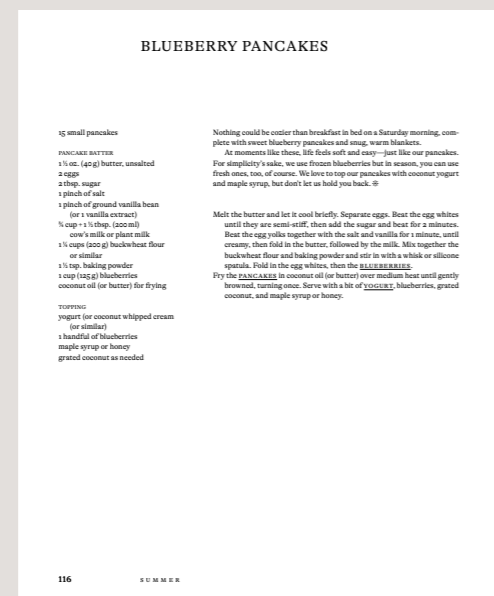 BLUEBERRY PANCAKES
15 small pancakes
PANCAKE BATTER
1 ½ oz. (40 g) butter, unsalted
2 eggs
2 tbsp. sugar
1 pinch of salt
1 pinch of ground vanilla bean
(or 1 vanilla extract)
¾ cup + 1 ½ tbsp. (200 ml)
cow's milk or plant milk
1 ¼ cups (200 g) buckwheat flour
or similar
1 ½ tsp. baking powder
1 cup (125 g) blueberries
coconut oil (or butter) for frying
TOPPING
yogurt (or coconut whipped cream
(or similar)
1 handful of blueberries
maple syrup or honey
grated coconut as needed
Nothing could be cozier than breakfast in bed on a Saturday morning, com-
plete with sweet blueberry pancakes and snug, warm blankets.
At moments like these, life feels soft and easy—just like our pancakes.
For simplicity's sake, we use frozen blueberries but in season, you can use
fresh ones, too, of course. We love to top our pancakes with coconut yogurt
and maple syrup, but don't let us hold you back.
Melt the butter and let it cool briefly. Separate eggs. Beat the egg whites
until they are semi-stiff, then add the sugar and beat for 2 minutes.
Beat the egg yolks together with the salt and vanilla for 1 minute, until
creamy, then fold in the butter, followed by the milk. Mix together the
buckwheat flour and baking powder and stir in with a whisk or silicone
spatula. Fold in the egg whites, then the BLUEBERRIES.
Fry the PANCAKES in coconut oil (or butter) over medium heat until gently
browned, turning once. Serve with a bit of YOGURT, blueberries, grated
coconut, and maple syrup or honey.
116 SUMMER